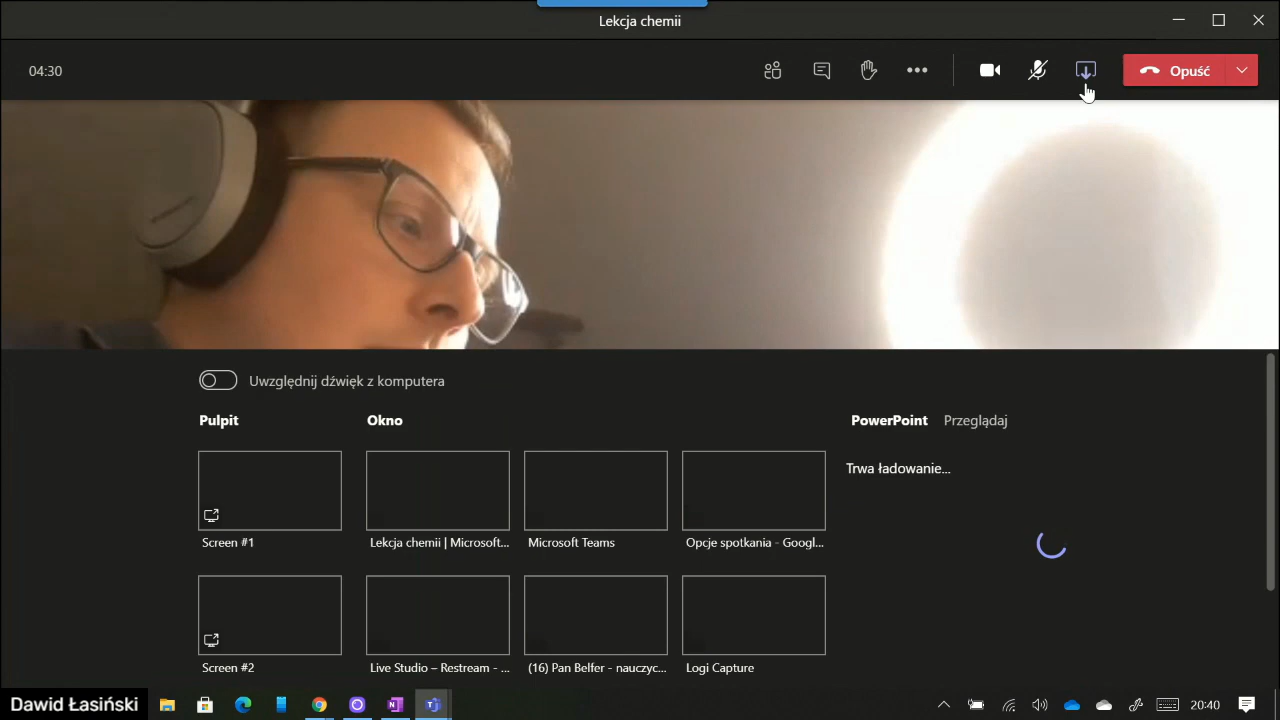 Lekcja chemii
04:30
Opuść
Uwzględnij dźwięk z komputera
Pulpit
Okno
PowerPoint
Przeglądaj
Trwa ładowanie...
Screen #1
Lekcja chemii | Microsoft...
Microsoft Teams
Opcje spotkania - Googl...
Screen #2
Live Studio – Restream - ...
(16) Pan Belfer - nauczyc...
Logi Capture
Dawid Łasiński
20:40